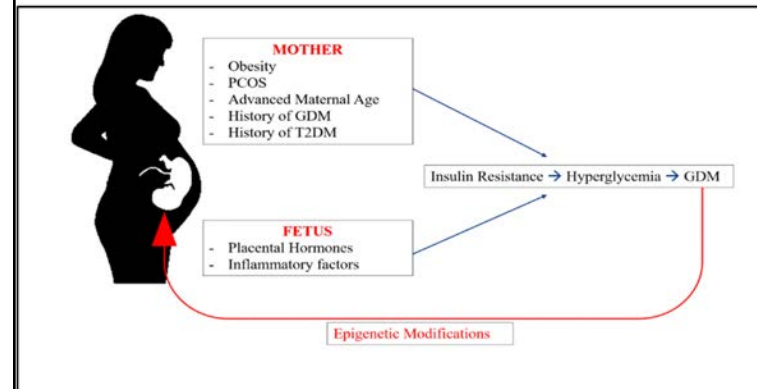 MOTHER
- Obesity
- PCOS
- Advanced Maternal Age
- History of GDM
- History of T2DM
Insulin Resistance → Hyperglycemia → GDM
FETUS
- Placental Hormones
- Inflammatory factors
Epigenetic Modifications